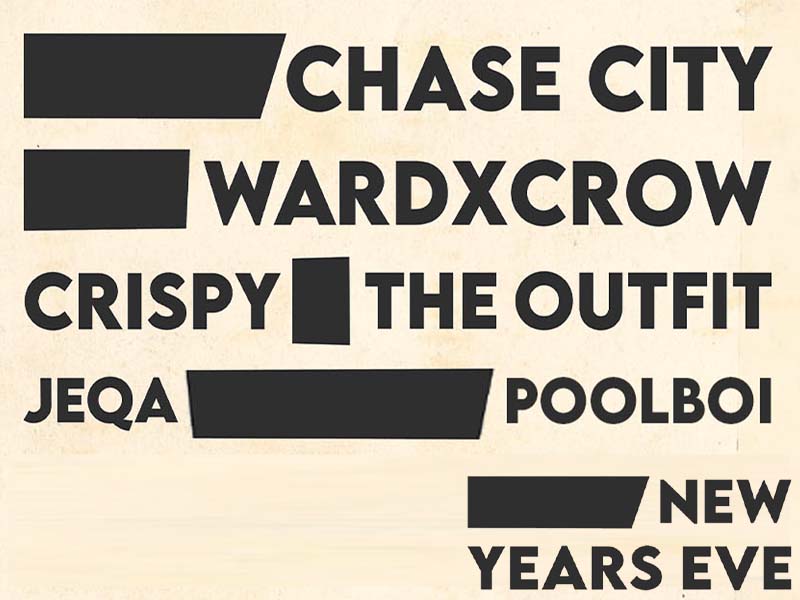 CHASE CITY
WARDXCROW
CRISPY THE OUTFIT
JEQA POOLBOI
NEW
YEARS EVE